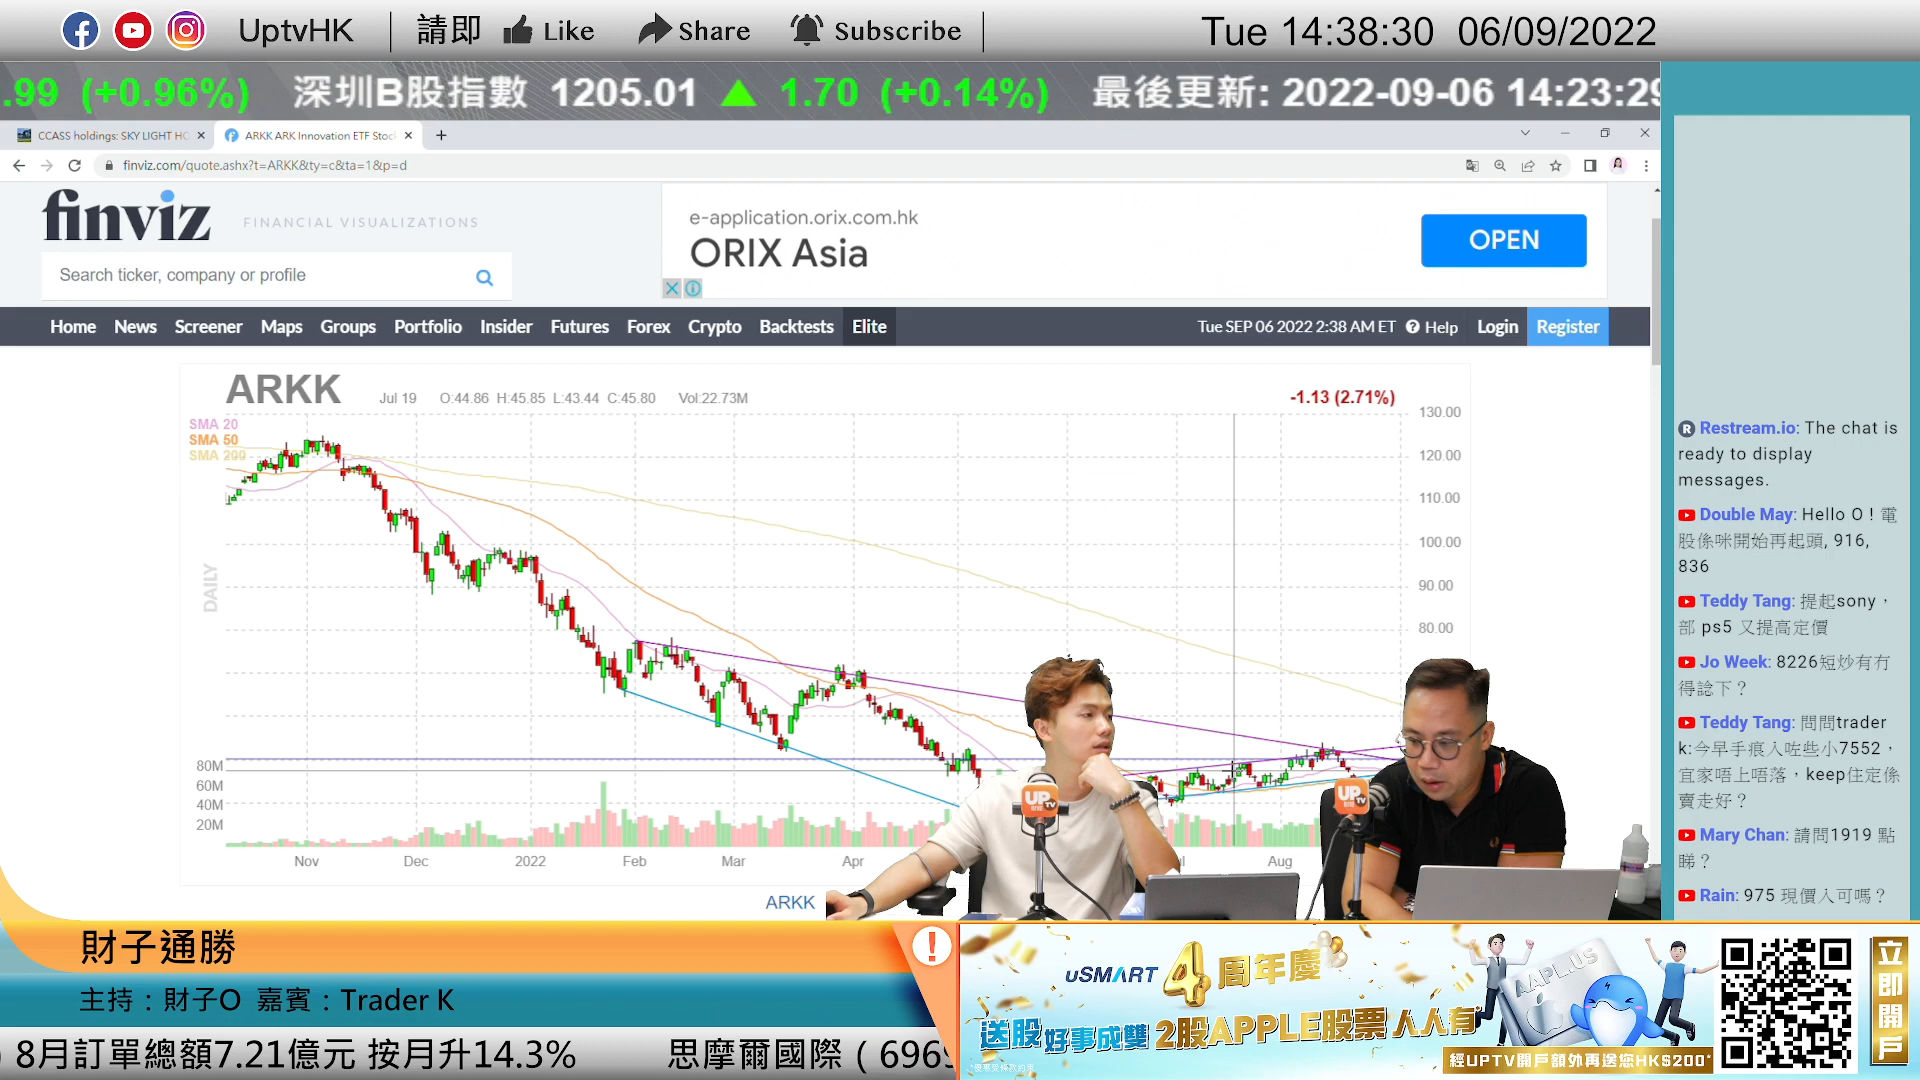 UptvHK
請即
Like
Share
Subscribe
Tue 14:38:30 06/09/2022
.99 (+0.96%) 深圳B股指數 1205.01 ▲ 1.70 (+0.14%) 最後更新: 2022-09-06 14:23:29
CCASS holdings: SKY LIGHT HO
ARKK ARK Innovation ETF Stoc
finviz.com/quote.ashx?t=ARKK&ty=c&ta=1&p=d
finviz
FINANCIAL VISUALIZATIONS
Search ticker, company or profile
e-application.orix.com.hk
ORIX Asia
OPEN
Home News Screener Maps Groups Portfolio Insider Futures Forex Crypto Backtests Elite
Tue SEP 06 2022 2:38 AM ET
Help
Login
Register
ARKK
Jul 19 O:44.86 H:45.85 L:43.44 C:45.80 Vol:22.73M
-1.13 (2.71%)
SMA 20
SMA 50
SMA 200
DAILY
130.00
120.00
110.00
100.00
90.00
80.00
80M
60M
40M
20M
Nov Dec 2022 Feb Mar Apr Aug
ARKK
UP
TV
UP
TV
R Restream.io: The chat is
ready to display
messages.
Double May: Hello O ! 電
股係咪開始再起頭, 916,
836
Teddy Tang: 提起sony，
部 ps5 又提高定價
Jo Week: 8226短炒有冇
得諗下？
Teddy Tang: 問問trader
k:今早手痕入咗些小7552，
宜家唔上唔落，keep住定係
賣走好？
Mary Chan: 請問1919 點
睇？
Rain: 975 現價入可嗎？
財子通勝
主持：財子O 嘉賓：Trader K
8月訂單總額7.21億元 按月升14.3%
思摩爾國際（6969
!
uSMART 4周年慶
送股好事成雙 2股APPLE股票人人有*
AAPL.US
經UPTV開戶額外再送您HK$200*
立即開戶